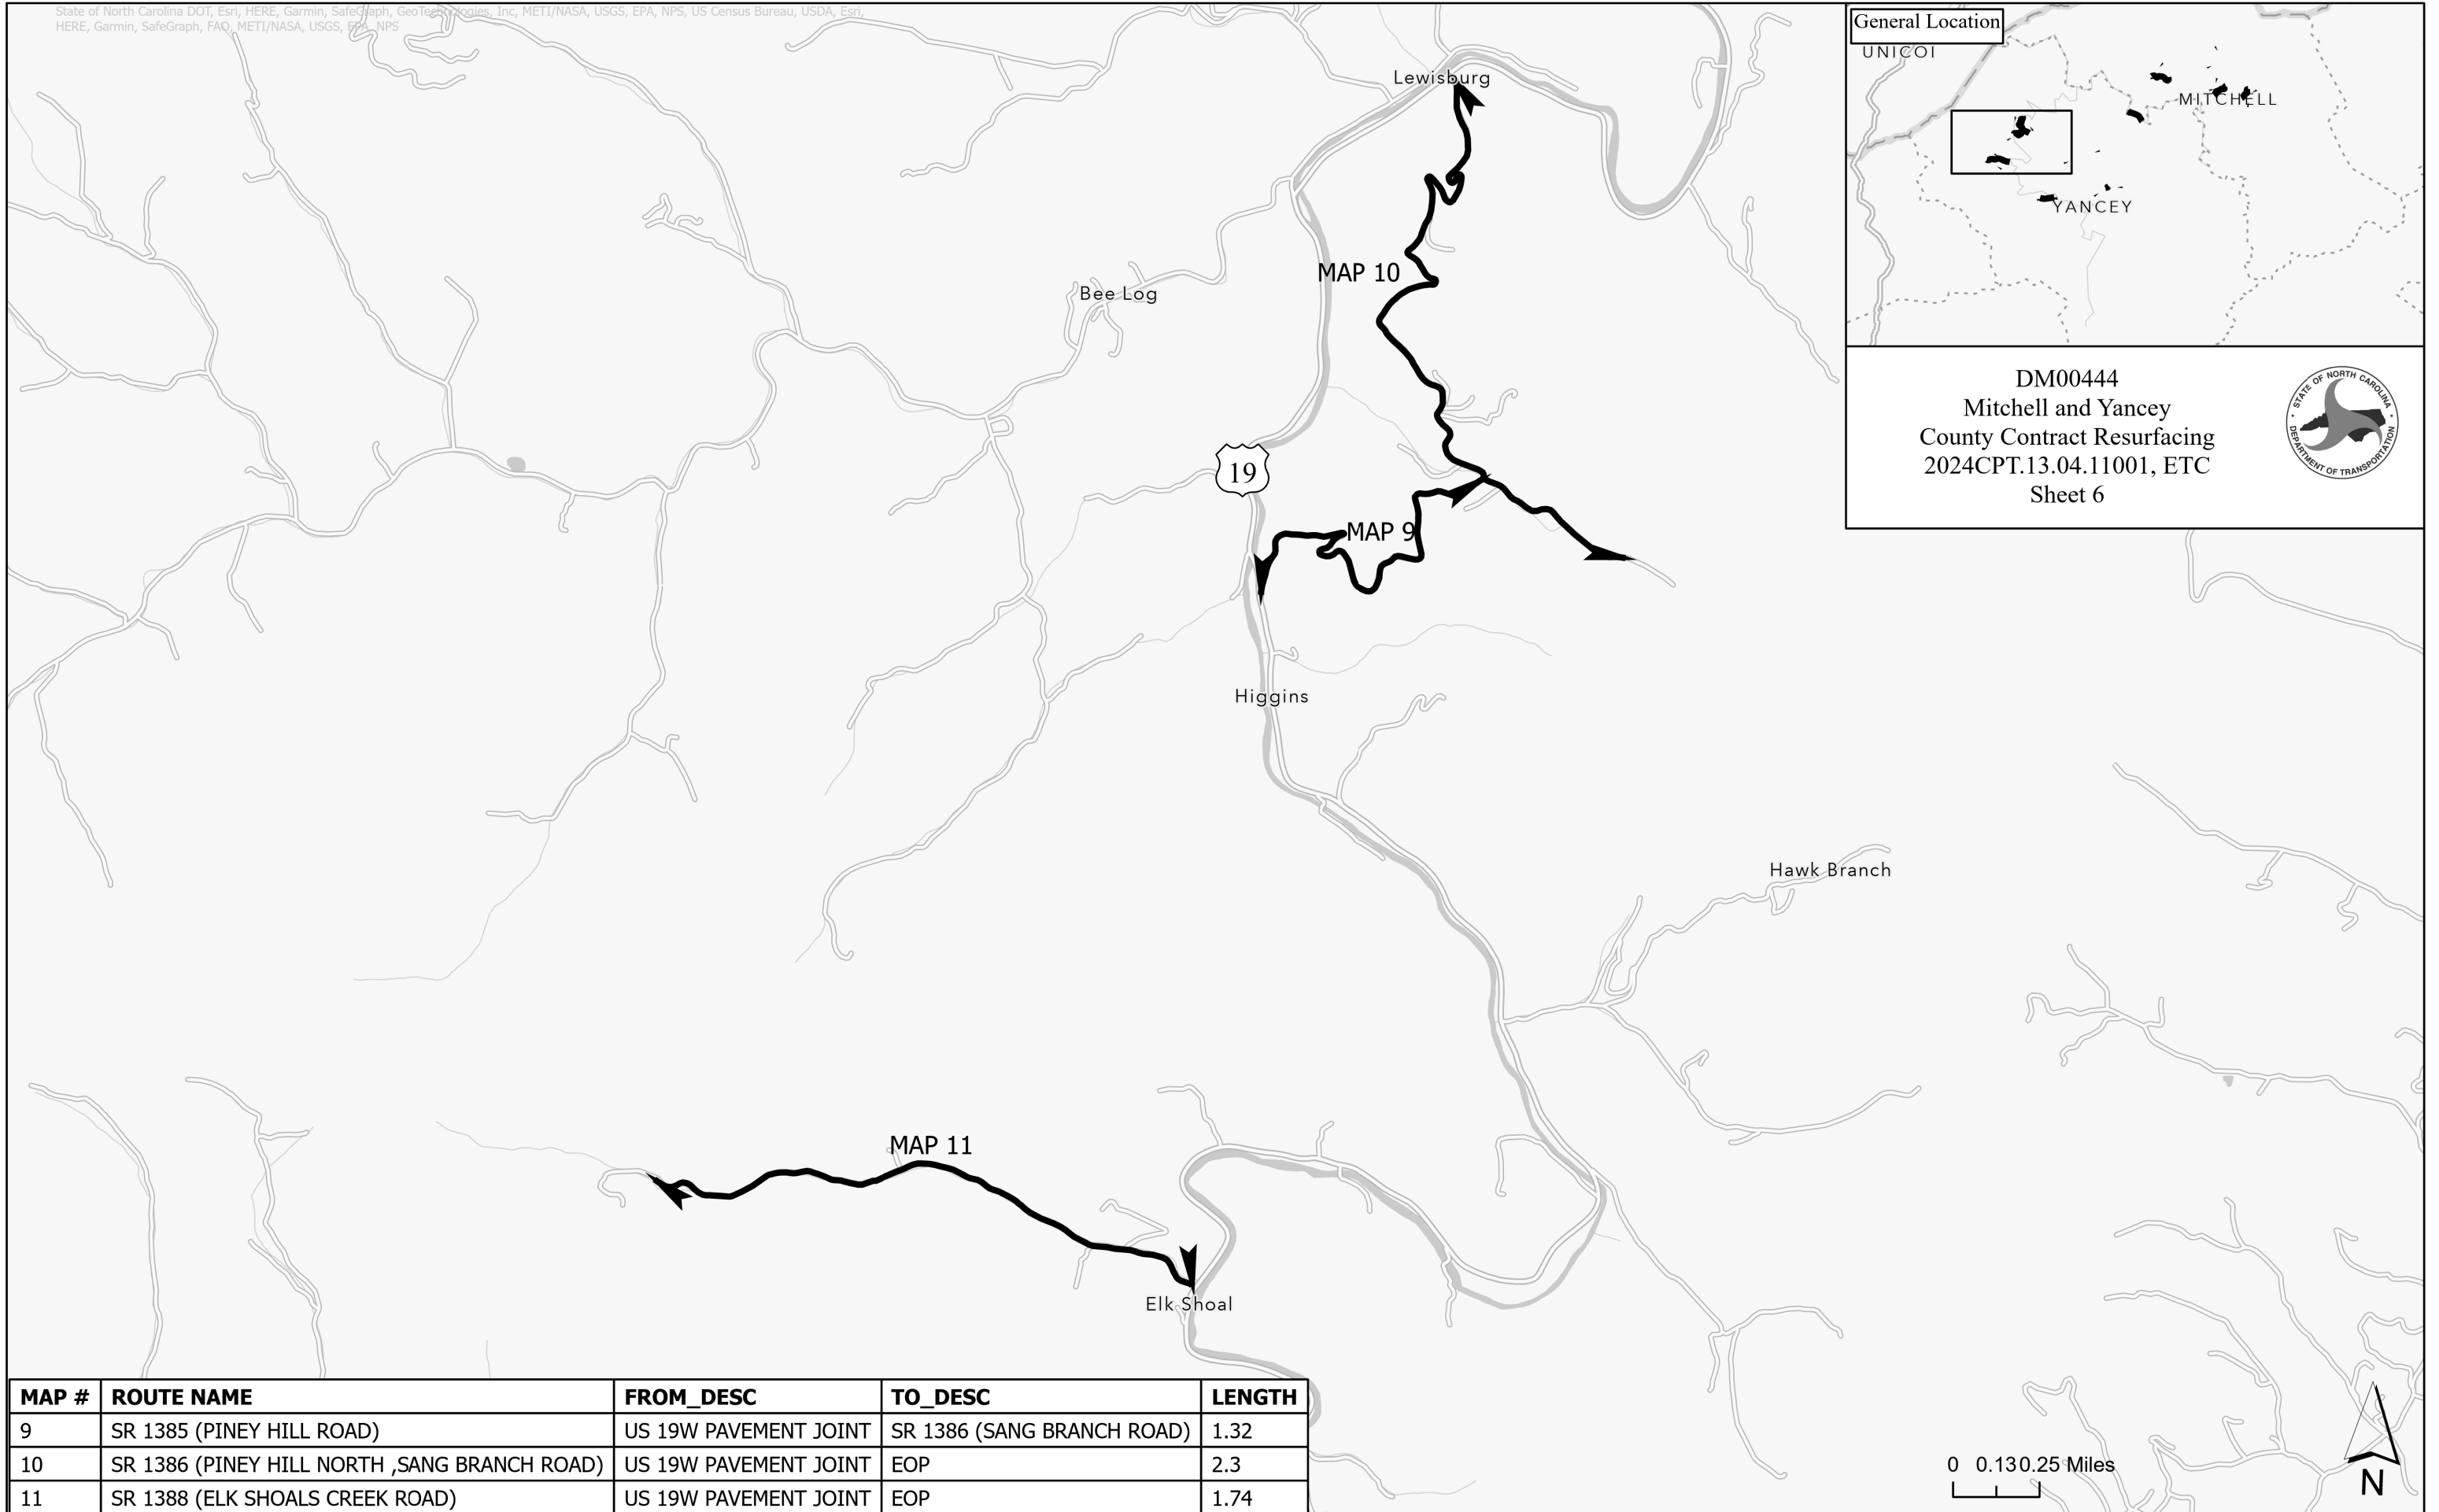 State of North Carolina DOT, Esri, HERE, Garmin, SafeGraph, GeoTechnologies, Inc, METI/NASA, USGS, EPA, NPS, US Census Bureau, USDA, Esri,
HERE, Garmin, SafeGraph, FAO, METI/NASA, USGS, EPA, NPS
General Location
UNICOI
MITCHELL
YANCEY
DM00444
Mitchell and Yancey
County Contract Resurfacing
2024CPT.13.04.11001, ETC
Sheet 6
STATE OF NORTH CAROLINA
DEPARTMENT OF TRANSPORTATION
Lewisburg
MAP 10
Bee Log
19
MAP 9
Higgins
Hawk Branch
MAP 11
Elk Shoal
MAP # ROUTE NAME FROM_DESC TO_DESC LENGTH
9 SR 1385 (PINEY HILL ROAD) US 19W PAVEMENT JOINT SR 1386 (SANG BRANCH ROAD) 1.32
10 SR 1386 (PINEY HILL NORTH ,SANG BRANCH ROAD) US 19W PAVEMENT JOINT EOP 2.3
11 SR 1388 (ELK SHOALS CREEK ROAD) US 19W PAVEMENT JOINT EOP 1.74
0 0.13 0.25 Miles
N